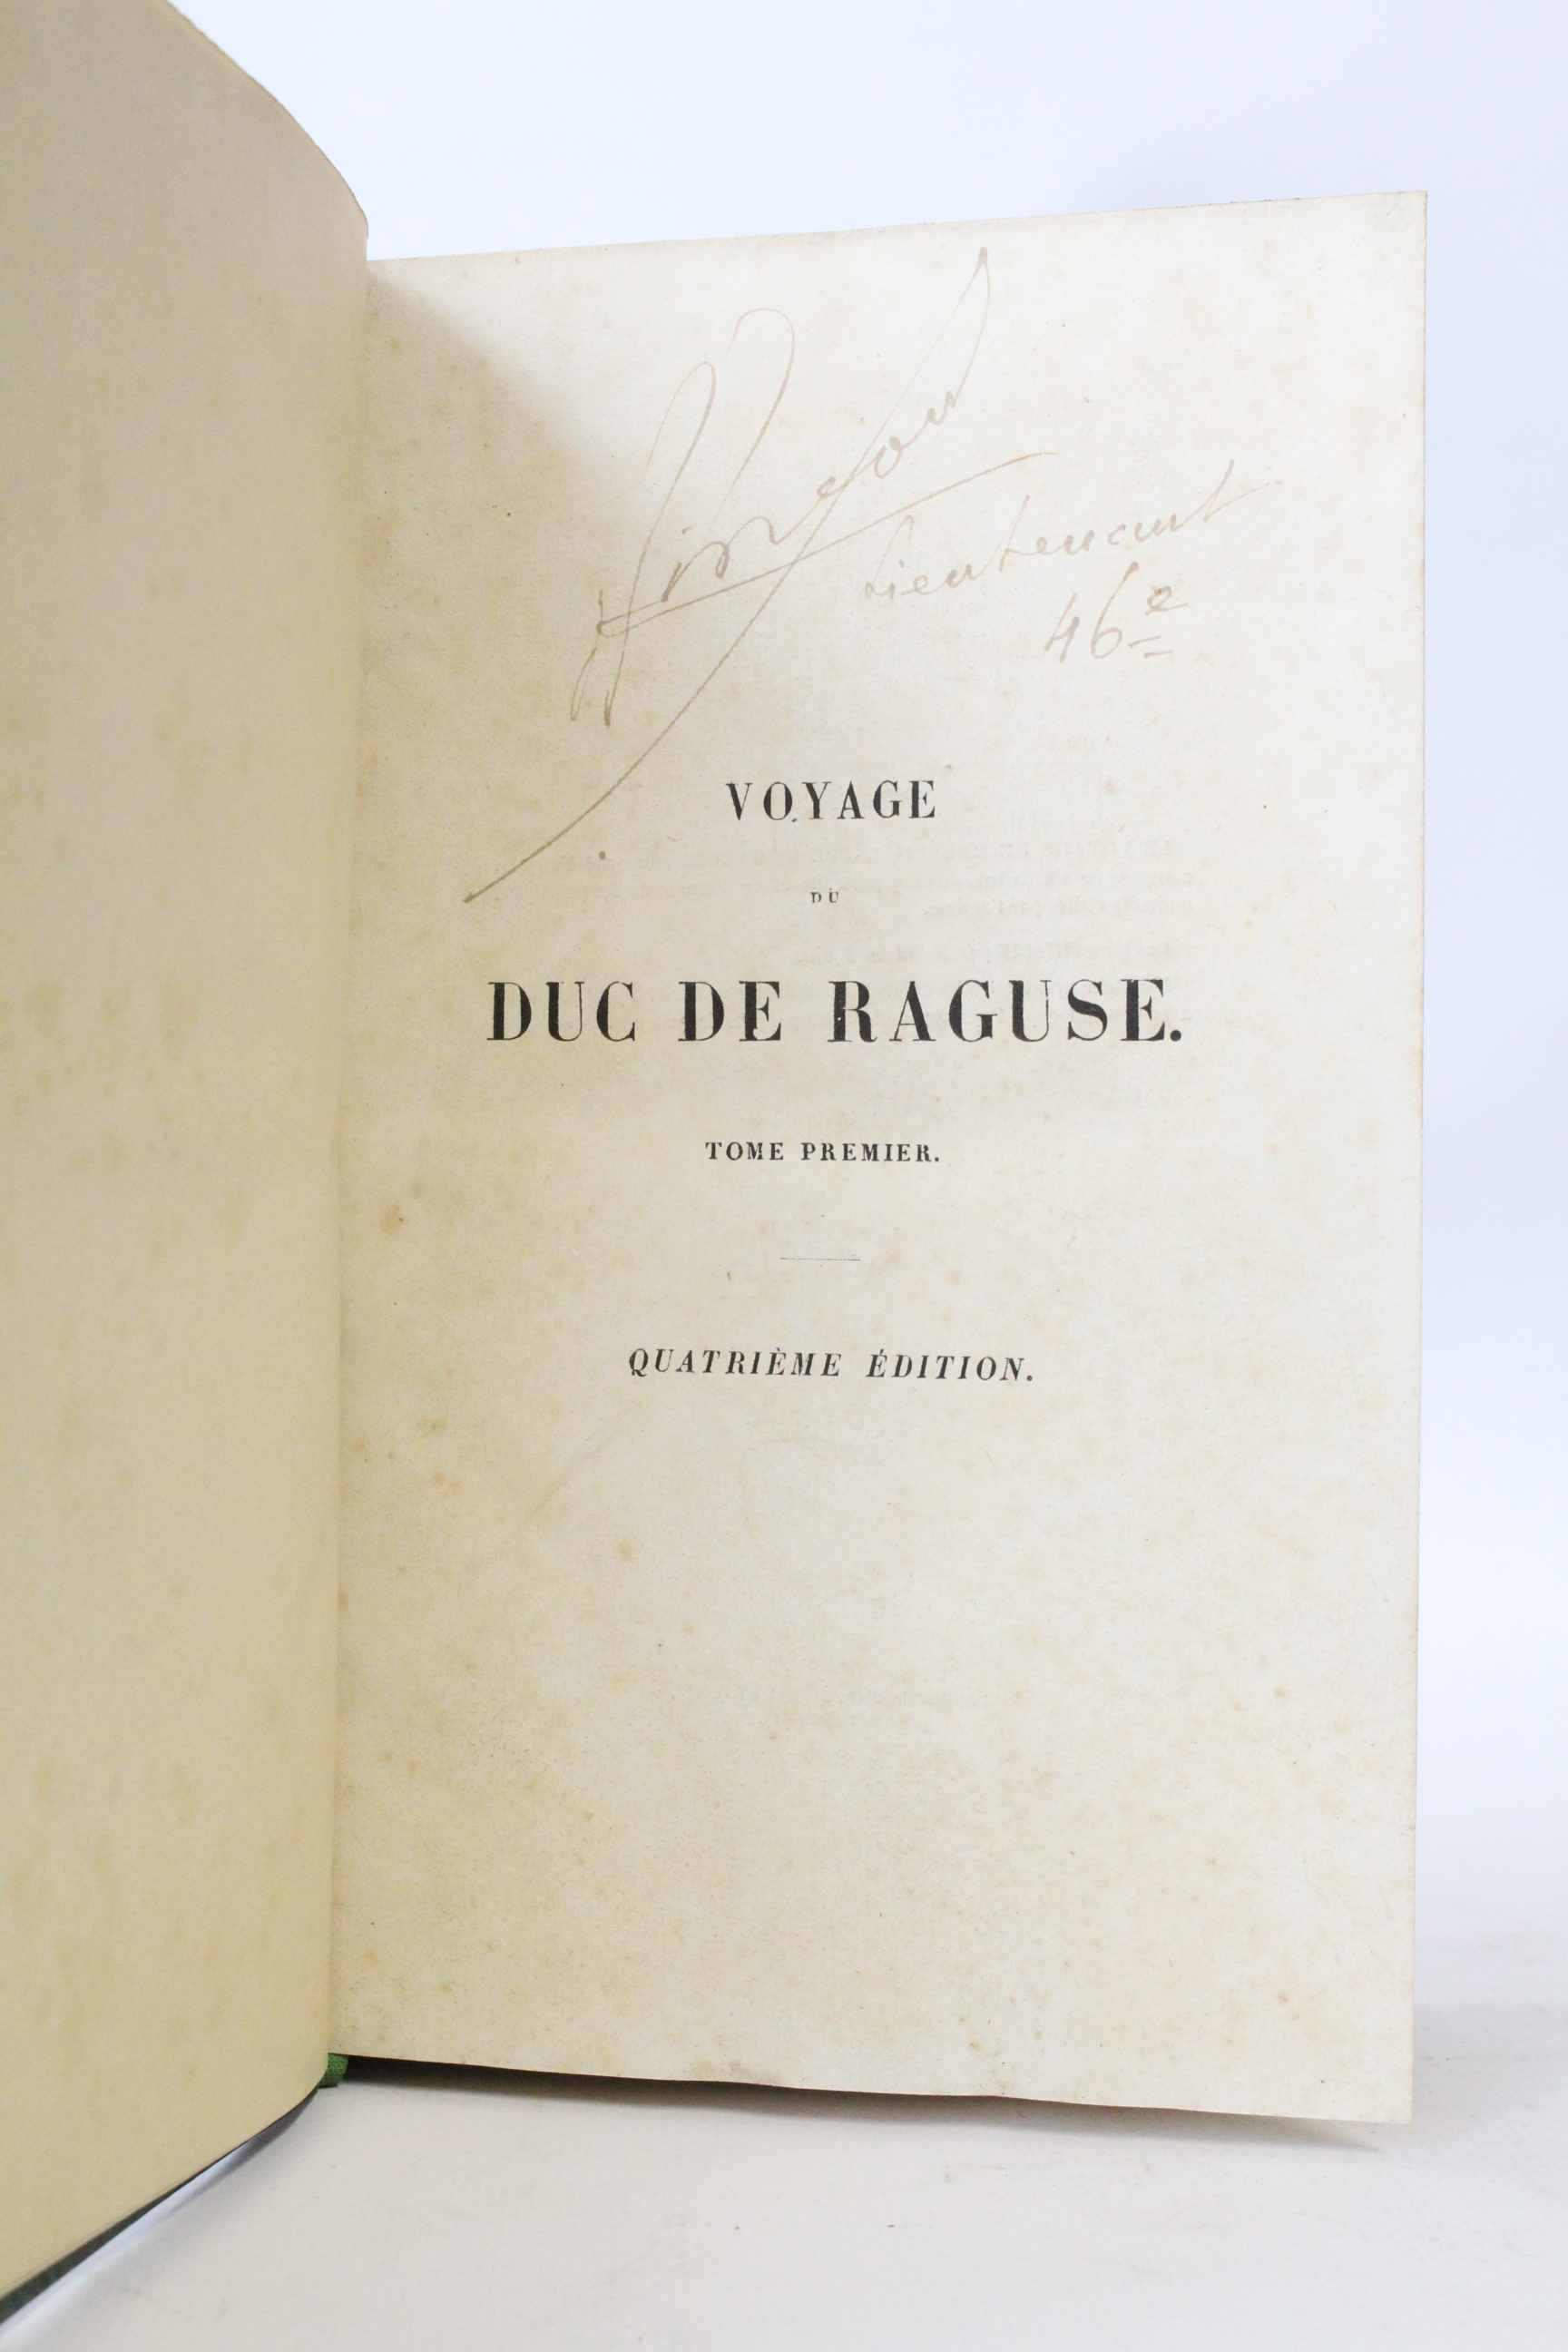 Lieutenant
46e
VOYAGE
DU
DUC DE RAGUSE.
TOME PREMIER.
QUATRIÈME ÉDITION.